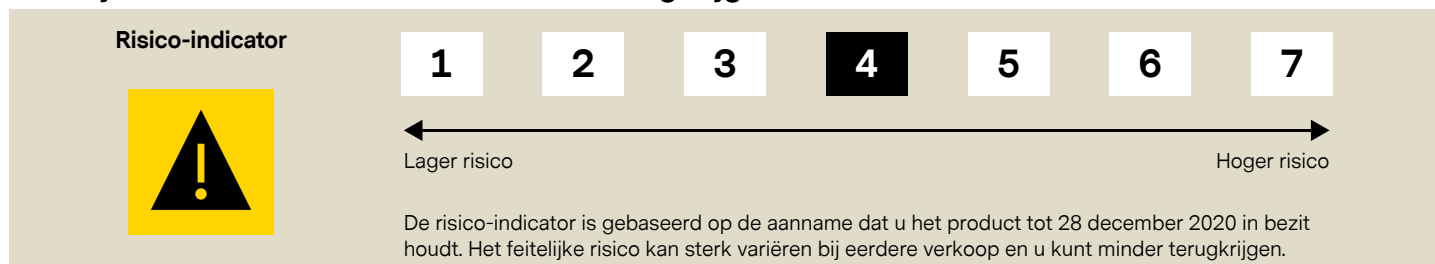 Risico-indicator
1 2 3 4 5 6 7
Lager risico Hoger risico
De risico-indicator is gebaseerd op de aanname dat u het product tot 28 december 2020 in bezit
houdt. Het feitelijke risico kan sterk variëren bij eerdere verkoop en u kunt minder terugkrijgen.